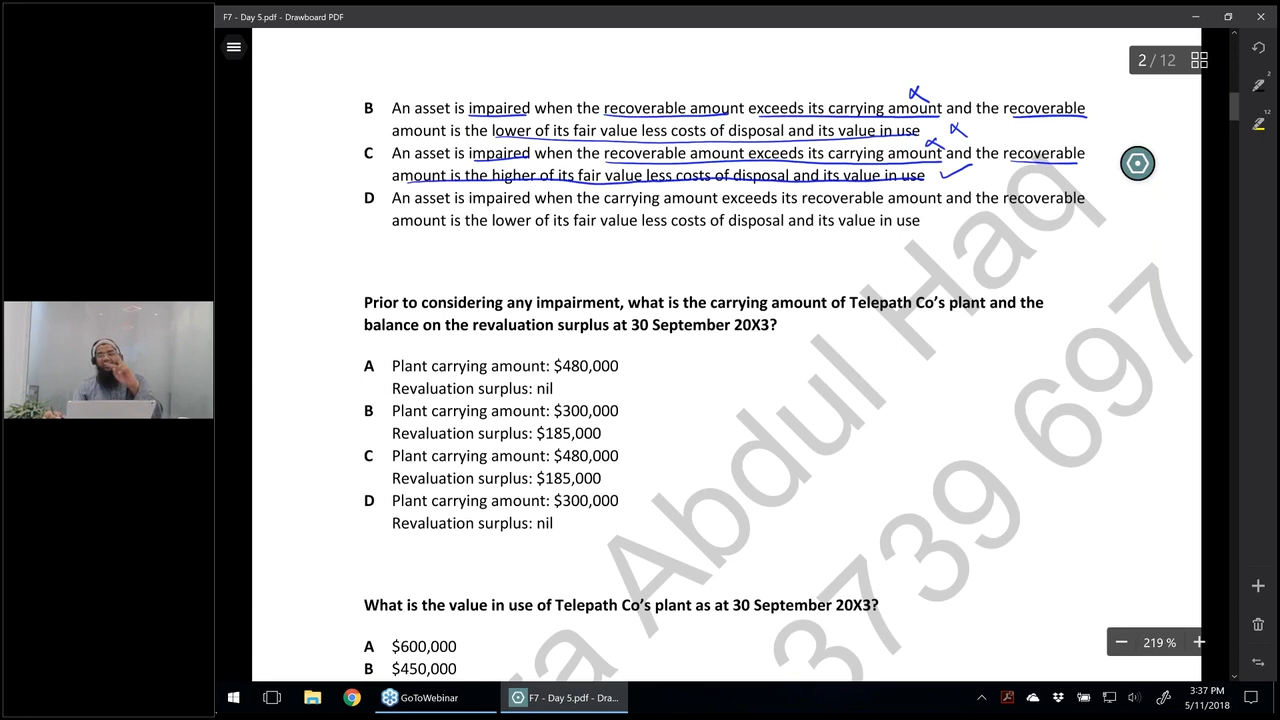 F7 - Day 5.pdf - Drawboard PDF
2 / 12
2
12
B An asset is impaired when the recoverable amount exceeds its carrying amount and the recoverable
amount is the lower of its fair value less costs of disposal and its value in use
C An asset is impaired when the recoverable amount exceeds its carrying amount and the recoverable
amount is the higher of its fair value less costs of disposal and its value in use
D An asset is impaired when the carrying amount exceeds its recoverable amount and the recoverable
amount is the lower of its fair value less costs of disposal and its value in use
Prior to considering any impairment, what is the carrying amount of Telepath Co's plant and the
balance on the revaluation surplus at 30 September 20X3?
A Plant carrying amount: $480,000
Revaluation surplus: nil
B Plant carrying amount: $300,000
Revaluation surplus: $185,000
C Plant carrying amount: $480,000
Revaluation surplus: $185,000
D Plant carrying amount: $300,000
Revaluation surplus: nil
What is the value in use of Telepath Co's plant as at 30 September 20X3?
A $600,000
B $450,000
Abdul Haq
3739 697
219 %
GoToWebinar
F7 - Day 5.pdf - Dra...
3:37 PM
5/11/2018